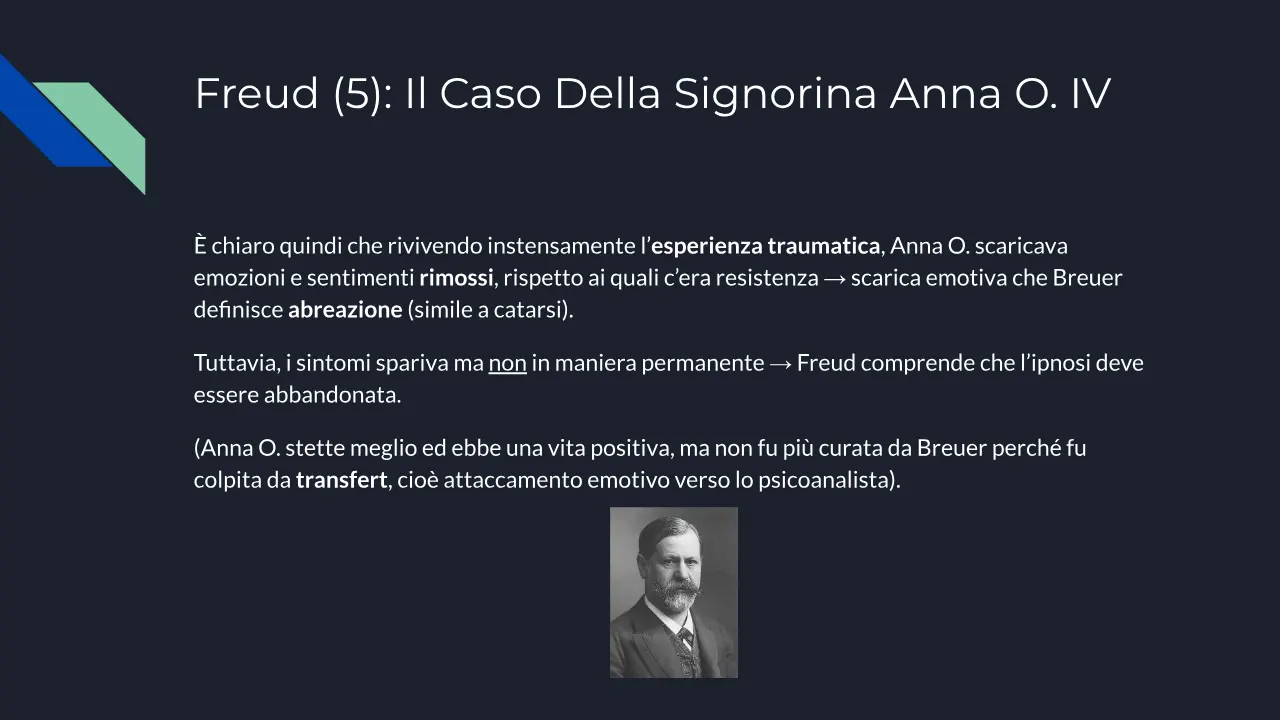 Freud (5): Il Caso Della Signorina Anna O. IV
È chiaro quindi che rivivendo instensamente l’esperienza traumatica, Anna O. scaricava
emozioni e sentimenti rimossi, rispetto ai quali c’era resistenza → scarica emotiva che Breuer
definisce abreazione (simile a catarsi).
Tuttavia, i sintomi spariva ma non in maniera permanente → Freud comprende che l’ipnosi deve
essere abbandonata.
(Anna O. stette meglio ed ebbe una vita positiva, ma non fu più curata da Breuer perché fu
colpita da transfert, cioè attaccamento emotivo verso lo psicoanalista).